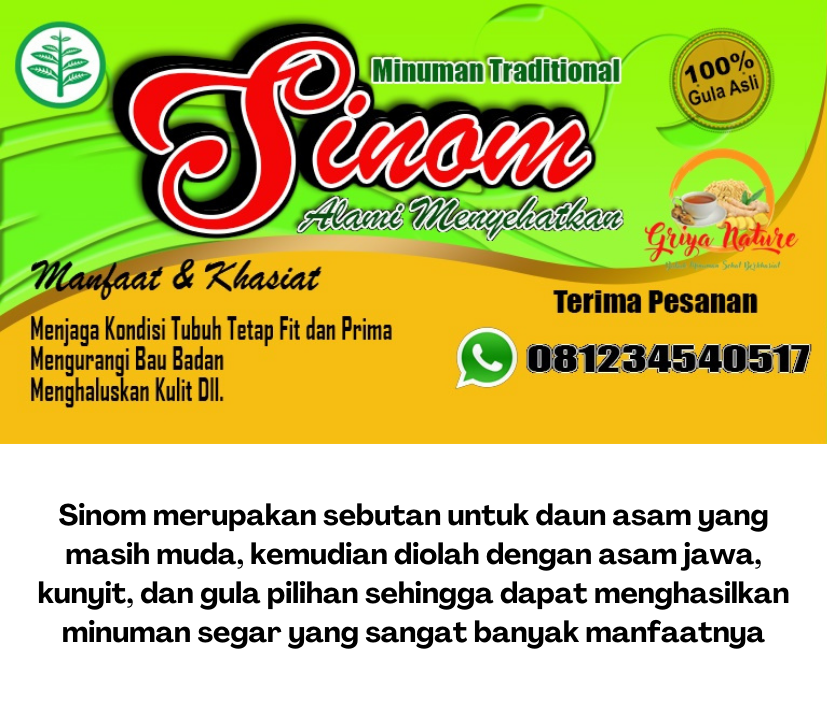 Minuman Traditional
Sinom
Alami Menyehatkan
100%
Gula Asli
Griya Nature
Manfaat & Khasiat
Menjaga Kondisi Tubuh Tetap Fit dan Prima
Mengurangi Bau Badan
Menghaluskan Kulit Dll.
Terima Pesanan
081234540517
Sinom merupakan sebutan untuk daun asam yang
masih muda, kemudian diolah dengan asam jawa,
kunyit, dan gula pilihan sehingga dapat menghasilkan
minuman segar yang sangat banyak manfaatnya